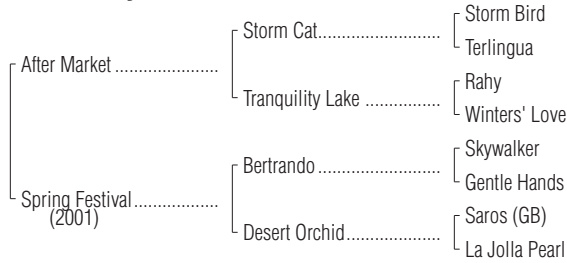 Storm Bird
Storm Cat
Terlingua
After Market
Rahy
Tranquility Lake
Winters' Love
Skywalker
Bertrando
Gentle Hands
Spring Festival
(2001)
Saros (GB)
Desert Orchid
La Jolla Pearl